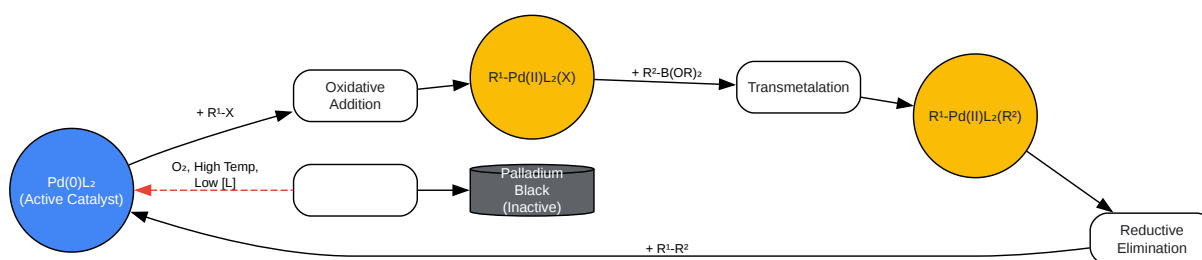 Pd(0)L₂
(Active Catalyst)
+ R¹-X
Oxidative
Addition
R¹-Pd(II)L₂(X)
+ R²-B(OR)₂
Transmetalation
R¹-Pd(II)L₂(R²)
O₂, High Temp,
Low [L]
Palladium
Black
(Inactive)
Reductive
Elimination
+ R¹-R²